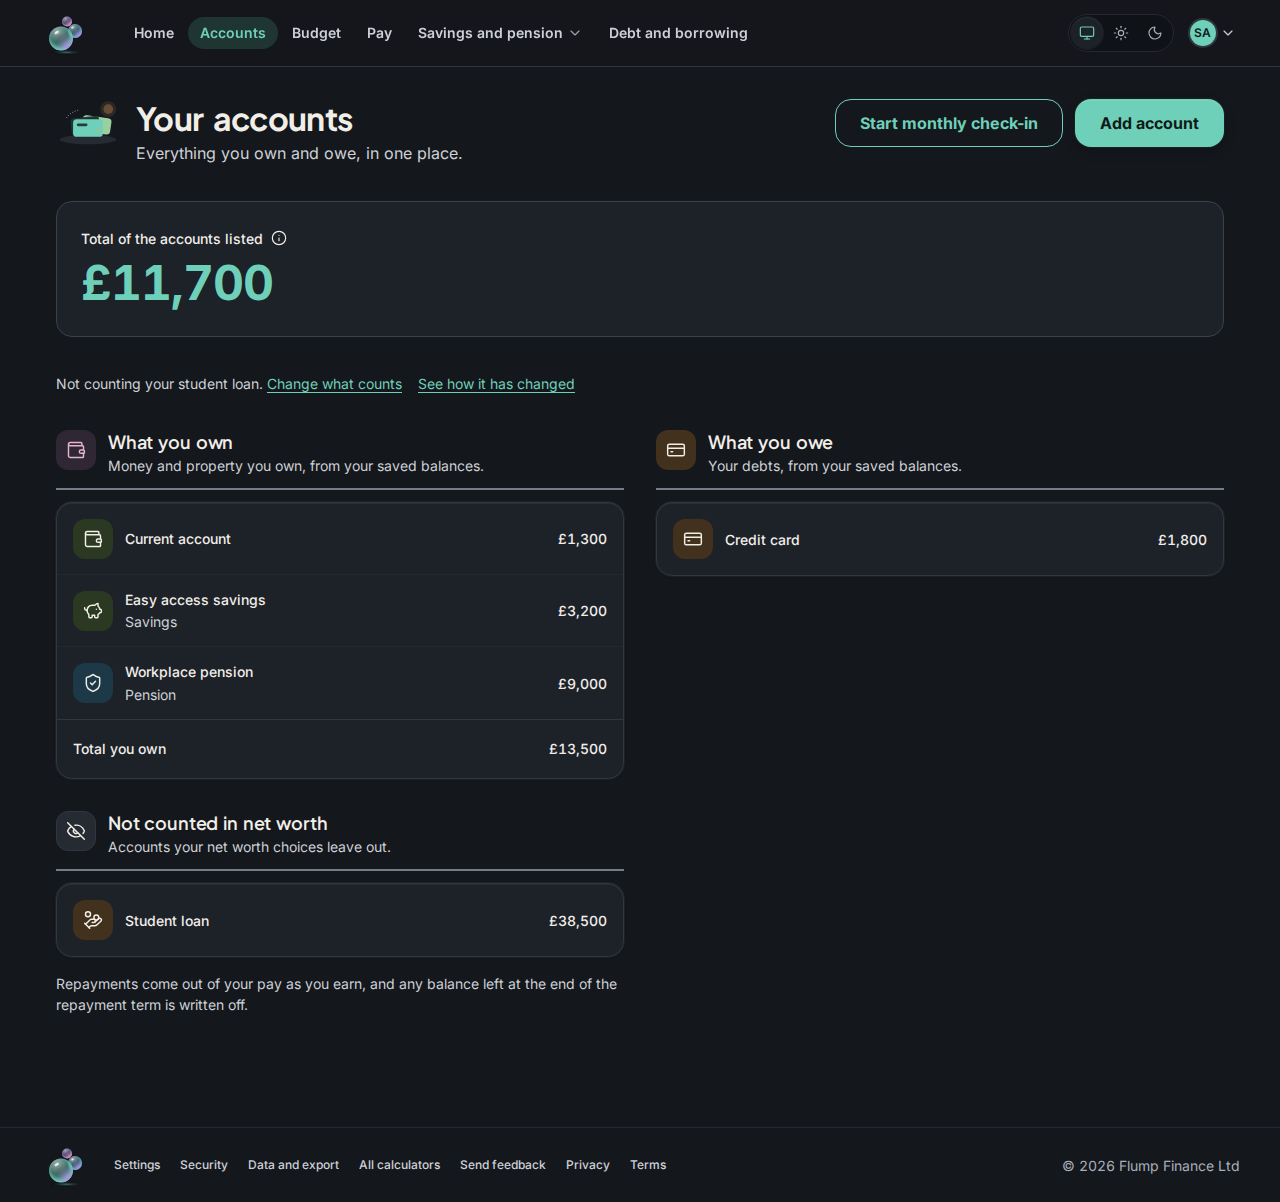 Home
Accounts
Budget
Pay
Savings and pension
Debt and borrowing
SA
Your accounts
Everything you own and owe, in one place.
Start monthly check-in
Add account
Total of the accounts listed
£11,700
Not counting your student loan. Change what counts See how it has changed
What you own
Money and property you own, from your saved balances.
Current account
£1,300
Easy access savings
Savings
£3,200
Workplace pension
Pension
£9,000
Total you own
£13,500
What you owe
Your debts, from your saved balances.
Credit card
£1,800
Not counted in net worth
Accounts your net worth choices leave out.
Student loan
£38,500
Repayments come out of your pay as you earn, and any balance left at the end of the
repayment term is written off.
Settings
Security
Data and export
All calculators
Send feedback
Privacy
Terms
© 2026 Flump Finance Ltd